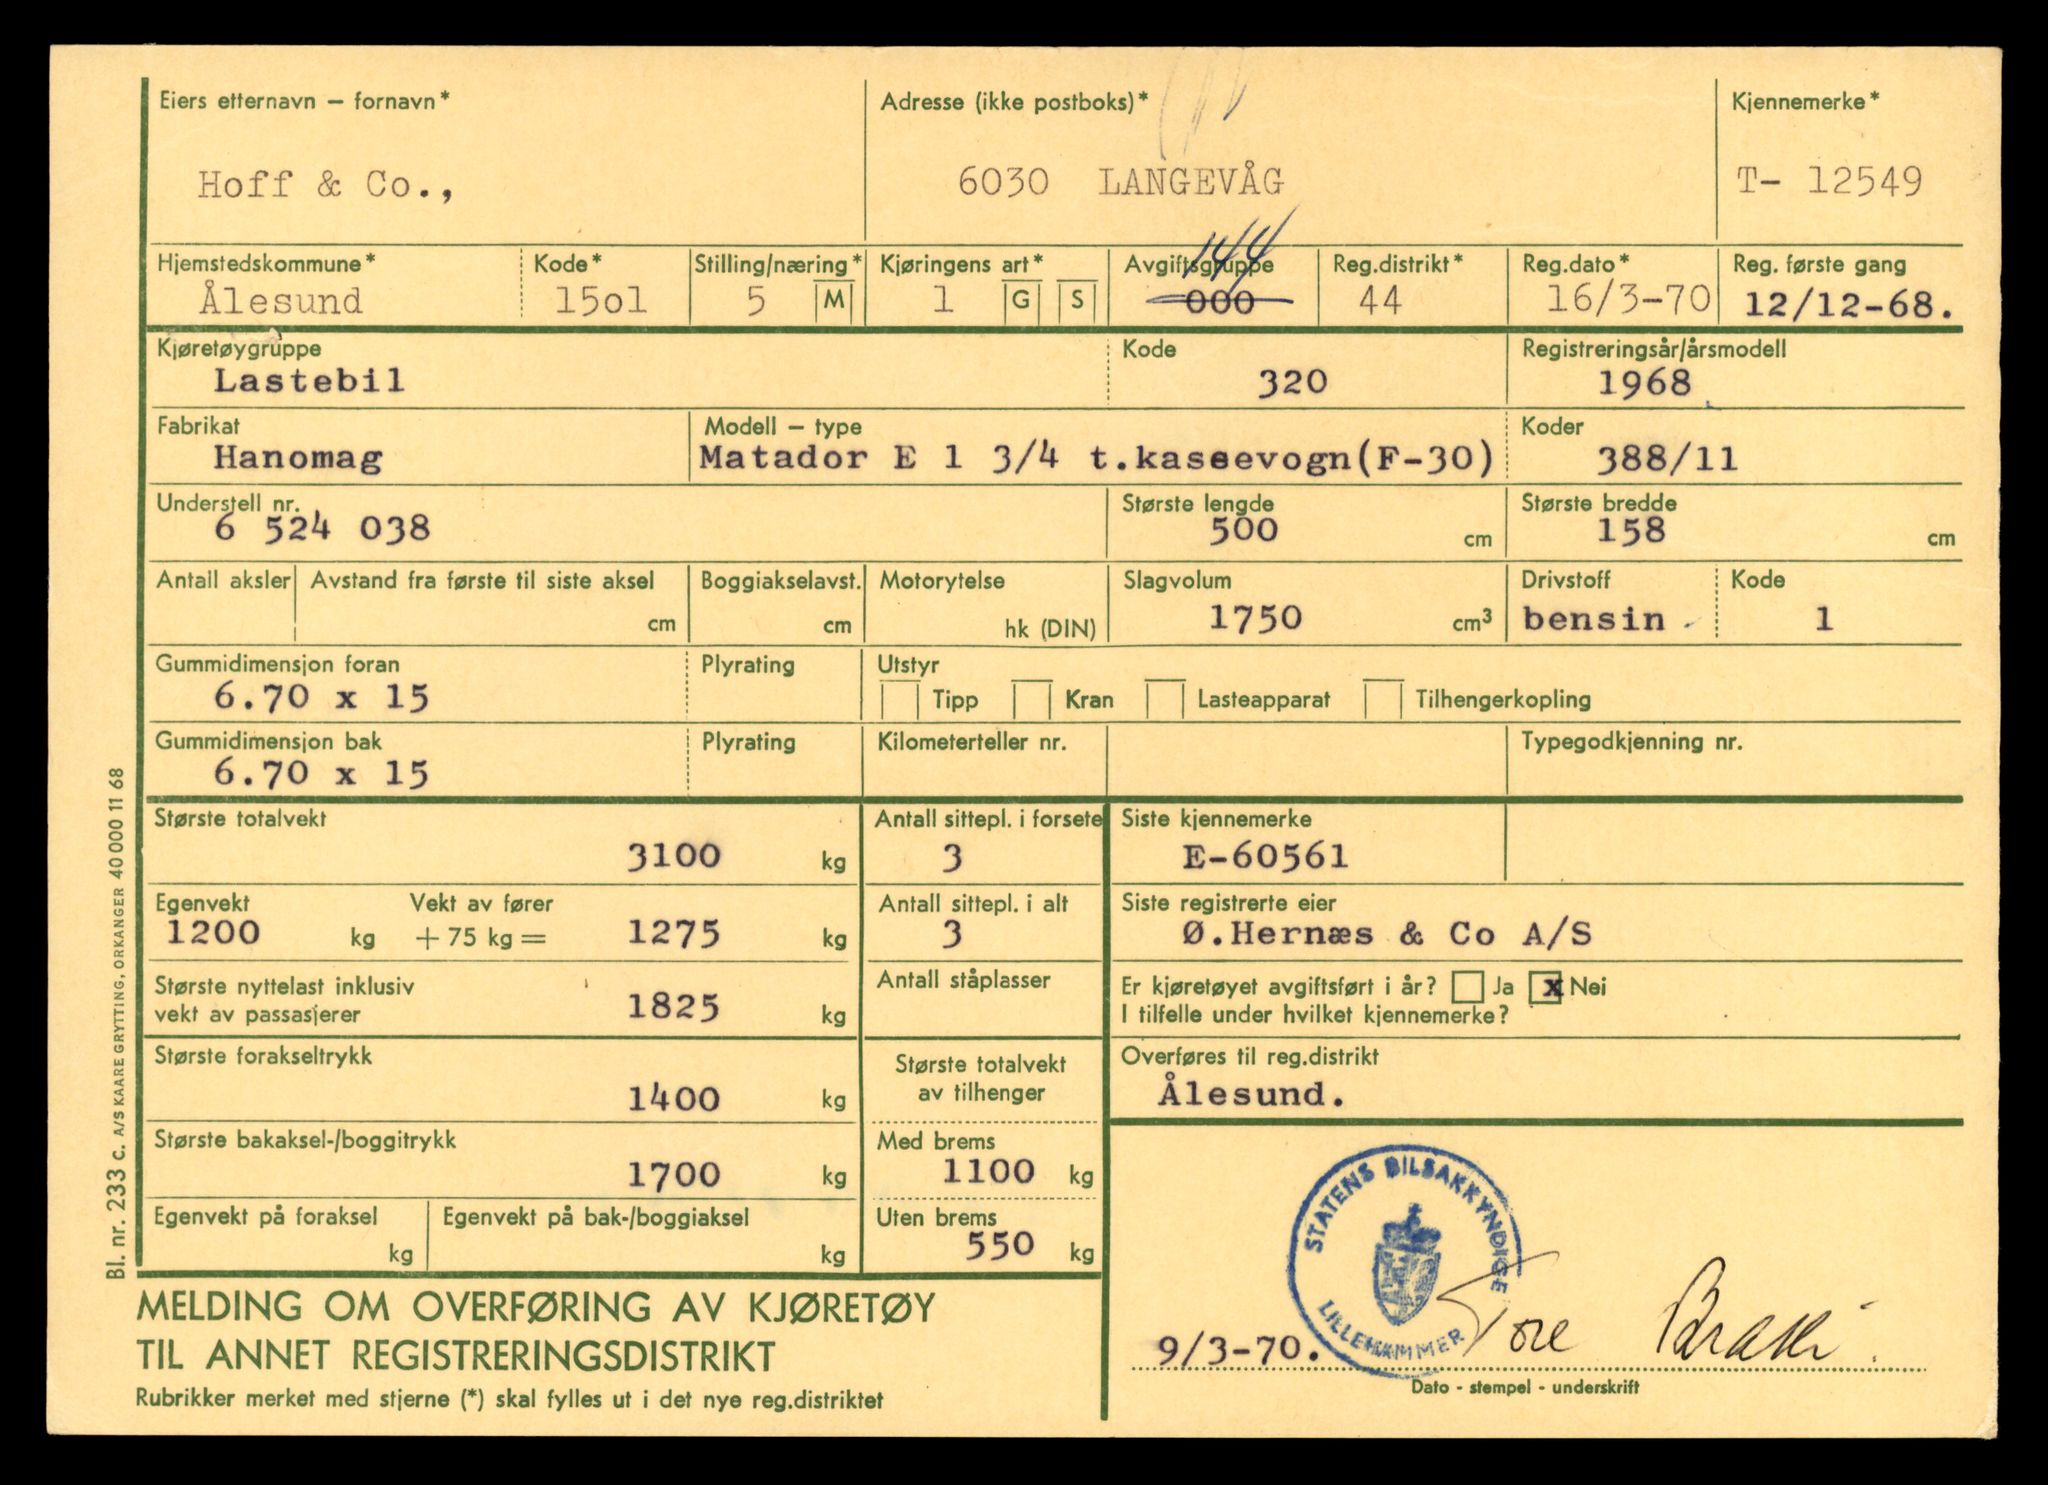 Eiers etternavn – fornavn* Adresse (ikke postboks)* Kjennemerke*
Hoff & Co., 6030 LANGEVÅG T- 12549
Hjemstedskommune* Kode* Stilling/næring* Kjøringens art* Avgiftsgruppe Reg.distrikt* Reg.dato* Reg. første gang
144
Ålesund 15o1 5 M 1 G S 000 44 16/3-70 12/12-68.
Kjøretøygruppe Kode Registreringsår/årsmodell
Lastebil 320 1968
Fabrikat Modell – type Koder
Hanomag Matador E 1 3/4 t.kassevogn(F-30) 388/11
Understell nr. Største lengde Største bredde
6 524 038 500 cm 158 cm
Antall aksler Avstand fra første til siste aksel Boggiakselavst. Motorytelse Slagvolum Drivstoff Kode
cm cm hk (DIN) 1750 cm³ bensin 1
Gummidimensjon foran Plyrating Utstyr
6.70 x 15 Tipp Kran Lasteapparat Tilhengerkopling
Gummidimensjon bak Plyrating Kilometerteller nr. Typegodkjenning nr.
6.70 x 15
Største totalvekt Antall sittepl. i forsete Siste kjennemerke
3100 kg 3 E-60561
Egenvekt Vekt av fører Antall sittepl. i alt Siste registrerte eier
1200 kg + 75 kg = 1275 kg 3 Ø.Hernæs & Co A/S
Største nyttelast inklusiv vekt av passasjerer 1825 kg Antall ståplasser
Er kjøretøyet avgiftsført i år? Ja x Nei
I tilfelle under hvilket kjennemerke?
Største forakseltrykk Største totalvekt av tilhenger Overføres til reg.distrikt
1400 kg Ålesund.
Største bakaksel-/boggitrykk Med brems
1700 kg 1100 kg
Egenvekt på foraksel Egenvekt på bak-/boggiaksel Uten brems
kg kg 550 kg
STATENS BILSAKKYNDIGE LILLEHAMMER
MELDING OM OVERFØRING AV KJØRETØY
TIL ANNET REGISTRERINGSDISTRIKT
9/3-70. Tore
Dato - stempel - underskrift
Rubrikker merket med stjerne (*) skal fylles ut i det nye reg.distriktet
Bl. nr. 233 c. A/S KAARE GRYTTING, ORKANGER 40 000 11 68